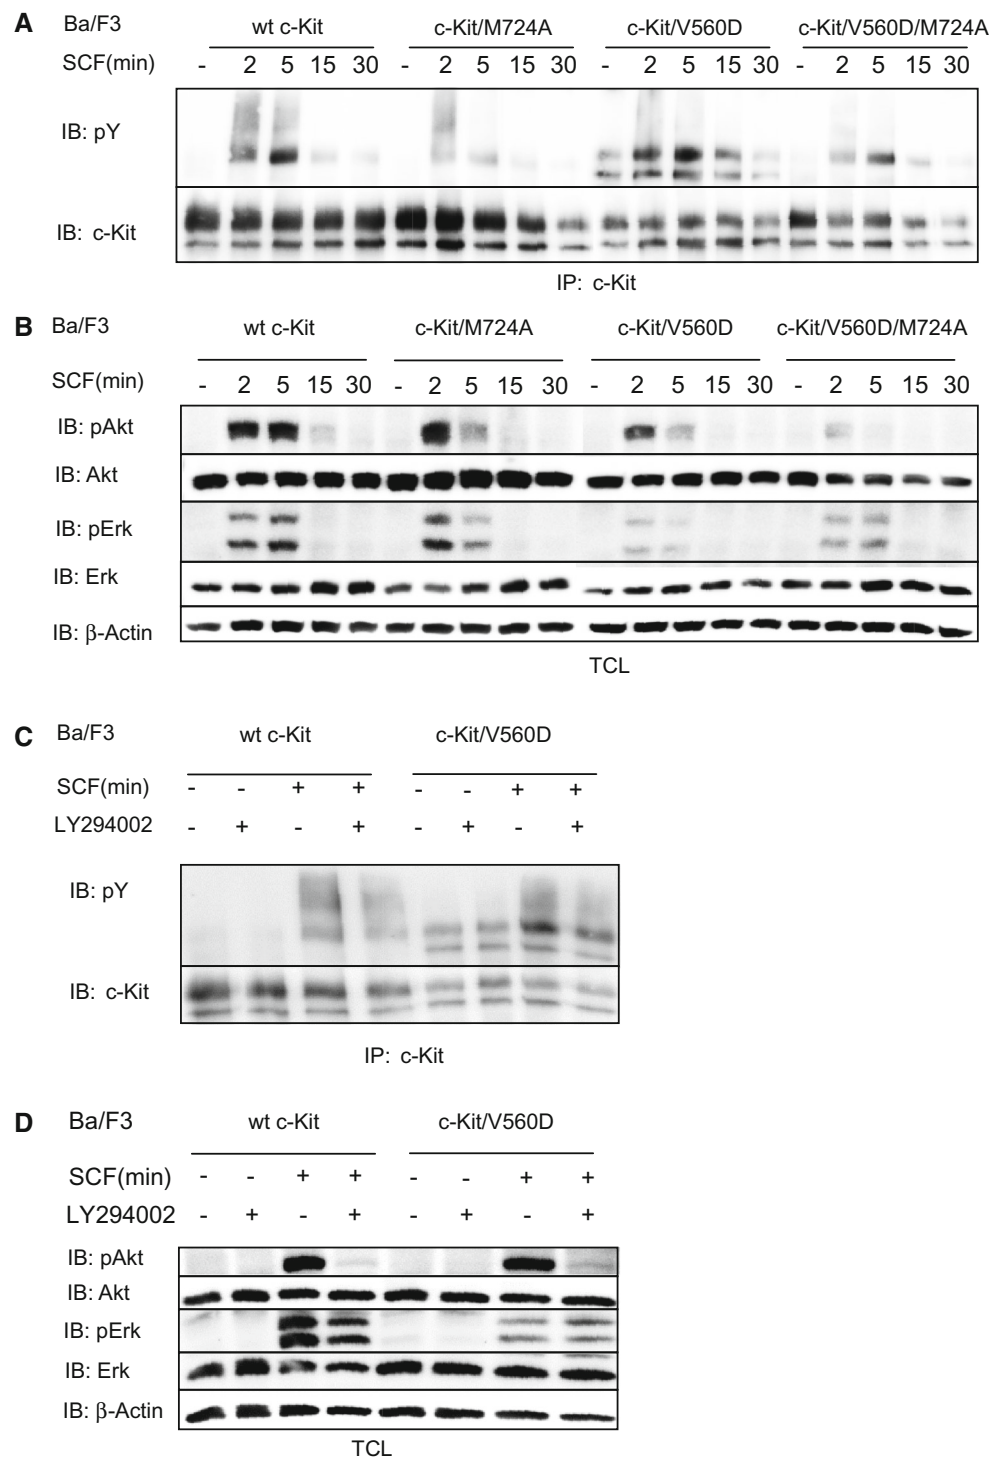 A Ba/F3 wt c-Kit c-Kit/M724A c-Kit/V560D c-Kit/V560D/M724A
SCF(min) - 2 5 15 30 - 2 5 15 30 - 2 5 15 30 - 2 5 15 30
IB: pY
IB: c-Kit
IP: c-Kit
B Ba/F3 wt c-Kit c-Kit/M724A c-Kit/V560D c-Kit/V560D/M724A
SCF(min) - 2 5 15 30 - 2 5 15 30 - 2 5 15 30 - 2 5 15 30
IB: pAkt
IB: Akt
IB: pErk
IB: Erk
IB: β-Actin
TCL
C Ba/F3 wt c-Kit c-Kit/V560D
SCF(min) - - + + - - + +
LY294002 - + - + - + - +
IB: pY
IB: c-Kit
IP: c-Kit
D Ba/F3 wt c-Kit c-Kit/V560D
SCF(min) - - + + - - + +
LY294002 - + - + - + - +
IB: pAkt
IB: Akt
IB: pErk
IB: Erk
IB: β-Actin
TCL